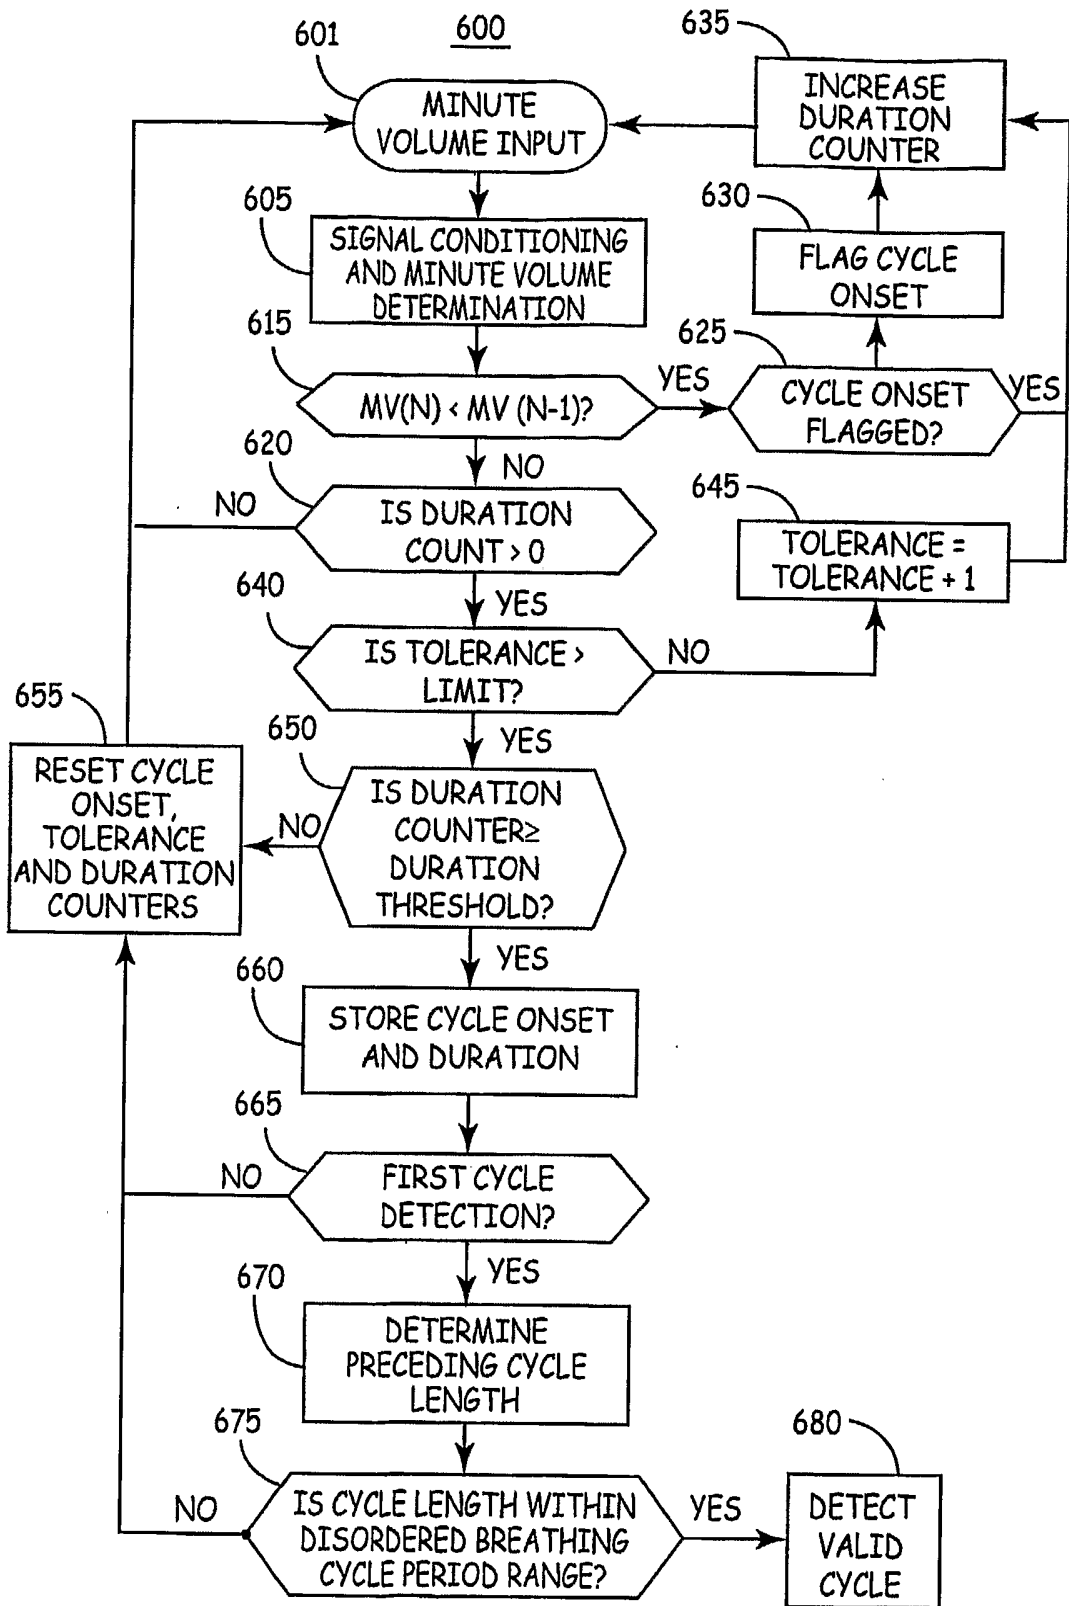 600
601
MINUTE
VOLUME INPUT
635
INCREASE
DURATION
COUNTER
605
SIGNAL CONDITIONING
AND MINUTE VOLUME
DETERMINATION
630
FLAG CYCLE
ONSET
615
MV(N) < MV (N-1)?
YES
NO
625
CYCLE ONSET
FLAGGED?
YES
620
IS DURATION
COUNT > 0
NO
YES
645
TOLERANCE =
TOLERANCE + 1
640
IS TOLERANCE >
LIMIT?
NO
YES
655
RESET CYCLE
ONSET,
TOLERANCE
AND DURATION
COUNTERS
650
IS DURATION
COUNTER≥
DURATION
THRESHOLD?
NO
YES
660
STORE CYCLE ONSET
AND DURATION
665
FIRST CYCLE
DETECTION?
NO
YES
670
DETERMINE
PRECEDING CYCLE
LENGTH
675
IS CYCLE LENGTH WITHIN
DISORDERED BREATHING
CYCLE PERIOD RANGE?
NO
YES
680
DETECT
VALID
CYCLE